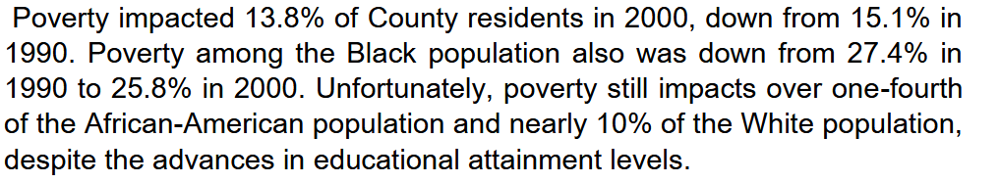 Poverty impacted 13.8% of County residents in 2000, down from 15.1% in
1990. Poverty among the Black population also was down from 27.4% in
1990 to 25.8% in 2000. Unfortunately, poverty still impacts over one-fourth
of the African-American population and nearly 10% of the White population,
despite the advances in educational attainment levels.